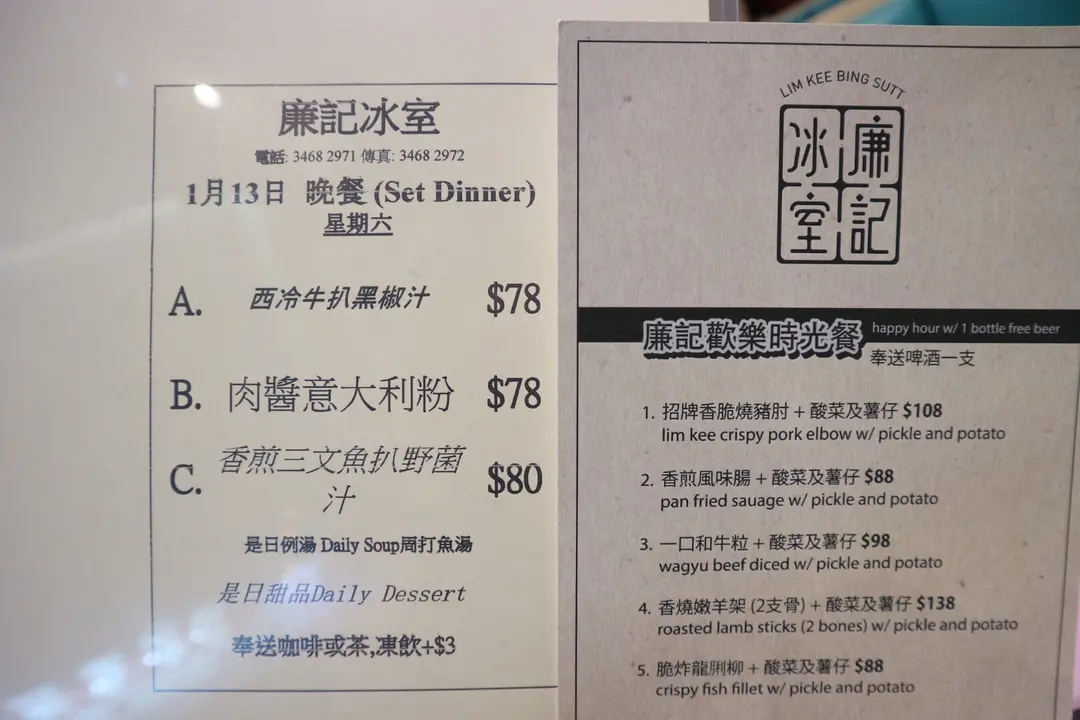 廉記冰室
電話: 3468 2971 傳真: 3468 2972
1月13日 晚餐 (Set Dinner)
星期六
A. 西冷牛扒黑椒汁 $78
B. 肉醬意大利粉 $78
C. 香煎三文魚扒野菌汁 $80
是日例湯 Daily Soup周打魚湯
是日甜品Daily Dessert
奉送咖啡或茶,凍飲+$3
LIM KEE BING SUTT
廉記冰室
廉記歡樂時光餐 happy hour w/ 1 bottle free beer
奉送啤酒一支
1. 招牌香脆燒豬肘 + 酸菜及薯仔 $108
lim kee crispy pork elbow w/ pickle and potato
2. 香煎風味腸 + 酸菜及薯仔 $88
pan fried sauage w/ pickle and potato
3. 一口和牛粒 + 酸菜及薯仔 $98
wagyu beef diced w/ pickle and potato
4. 香燒嫩羊架 (2支骨) + 酸菜及薯仔 $138
roasted lamb sticks (2 bones) w/ pickle and potato
5. 脆炸龍脷柳 + 酸菜及薯仔 $88
crispy fish fillet w/ pickle and potato